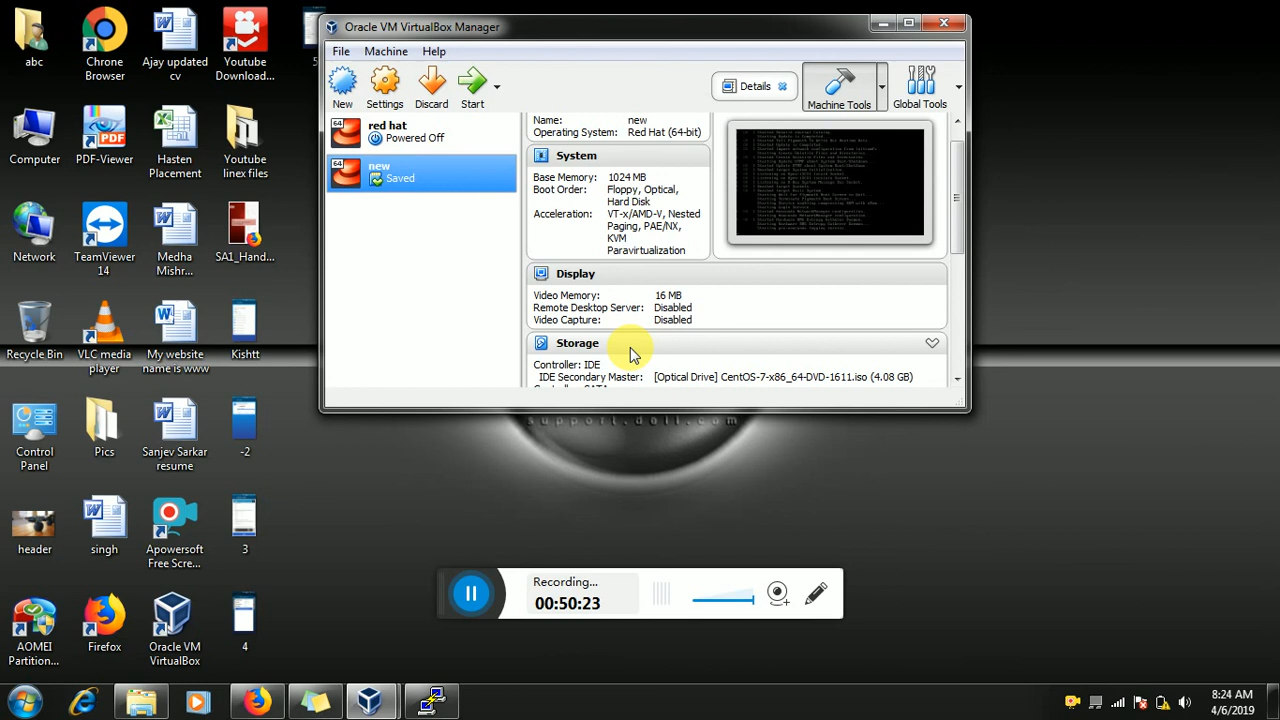 abc
Chrome
Browser
Ajay updated
cv
Youtube
Download...
5
Computer
PDF-Viewer
hasten
Placement
Youtube
linex files
Network
TeamViewer
14
Medha
Mishr...
SA1_Hand...
Recycle Bin
VLC media
player
My website
name is www
Kishtt
Control
Panel
Pics
Sanjev Sarkar
resume
-2
header
singh
Apowersoft
Free Scre...
3
AOMEI
Partition...
Firefox
Oracle VM
VirtualBox
4
Oracle VM VirtualBox Manager
File
Machine
Help
New
Settings
Discard
Start
Details
Machine Tools
Global Tools
64
red hat
Powered Off
64
new
Saved
Name: new
Operating System: Red Hat (64-bit)
System
Base Memory: 1024 MB
Boot Order: Floppy, Optical,
Hard Disk
Acceleration: VT-x/AMD-V, Nested
Paging, PAE/NX,
KVM
Paravirtualization
Display
Video Memory: 16 MB
Remote Desktop Server: Disabled
Video Capture: Disabled
Storage
Controller: IDE
IDE Secondary Master: [Optical Drive] CentOS-7-x86_64-DVD-1611.iso (4.08 GB)
support.dell.com
Recording...
00:50:23
8:24 AM
4/6/2019